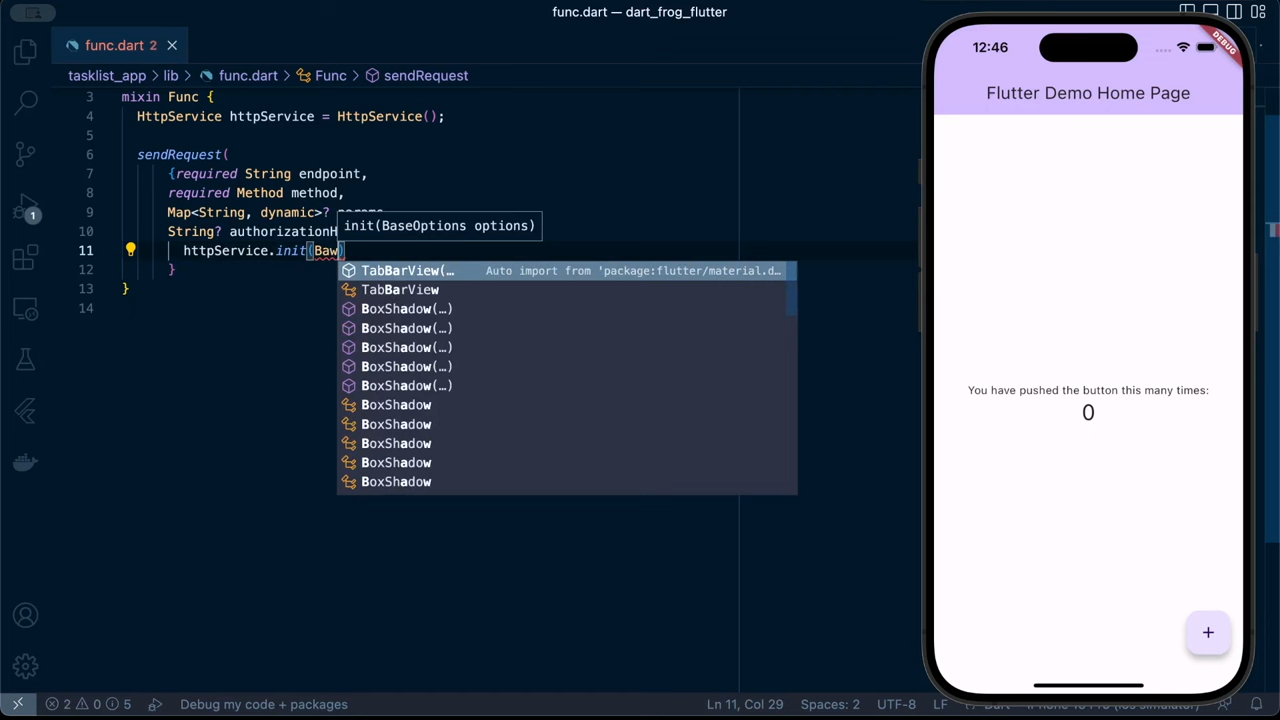 func.dart — dart_frog_flutter
func.dart 2
tasklist_app › lib › func.dart › Func › sendRequest
3 mixin Func {
4 HttpService httpService = HttpService();
5
6 sendRequest(
7 {required String endpoint,
8 required Method method,
9 Map<String, dynamic>? params,
10 String? authorizationH
init(BaseOptions options)
11 httpService.init(Baw)
12 }
13 }
14
TabBarView(… Auto import from 'package:flutter/material.d…
TabBarView
BoxShadow(…)
BoxShadow(…)
BoxShadow(…)
BoxShadow(…)
BoxShadow(…)
BoxShadow
BoxShadow
BoxShadow
BoxShadow
BoxShadow
1
2 0 5 Debug my code + packages
Ln 11, Col 29 Spaces: 2 UTF-8 LF
12:46
DEBUG
Flutter Demo Home Page
You have pushed the button this many times:
0
+